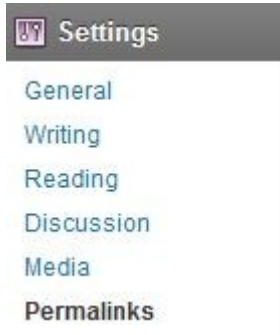 Settings
General
Writing
Reading
Discussion
Media
Permalinks